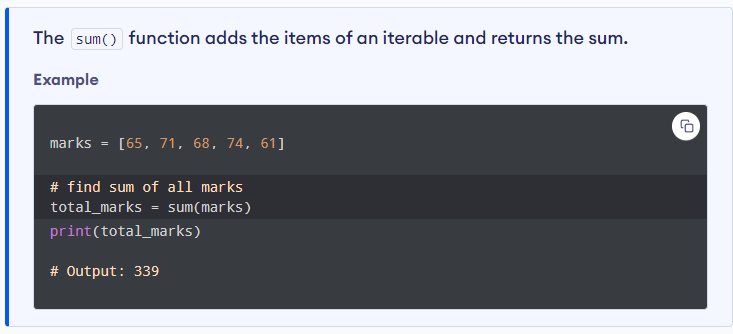 The sum() function adds the items of an iterable and returns the sum.
Example
marks = [65, 71, 68, 74, 61]
# find sum of all marks
total_marks = sum(marks)
print(total_marks)
# Output: 339